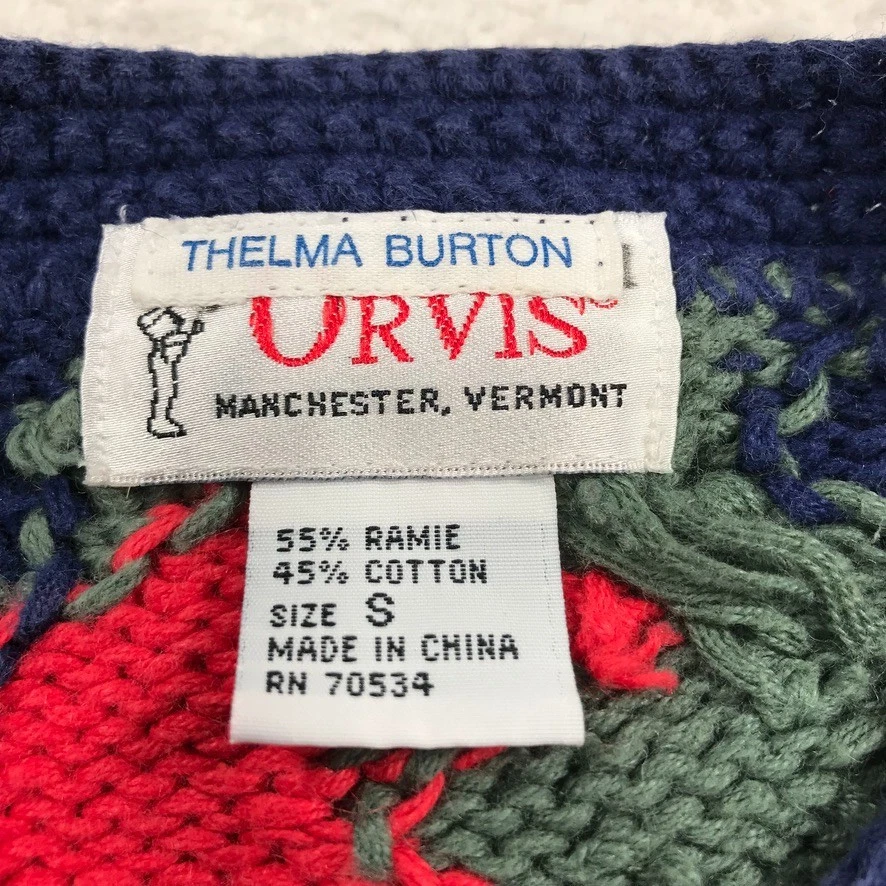 THELMA BURTON
ORVIS
MANCHESTER, VERMONT
55% RAMIE
45% COTTON
SIZE S
MADE IN CHINA
RN 70534